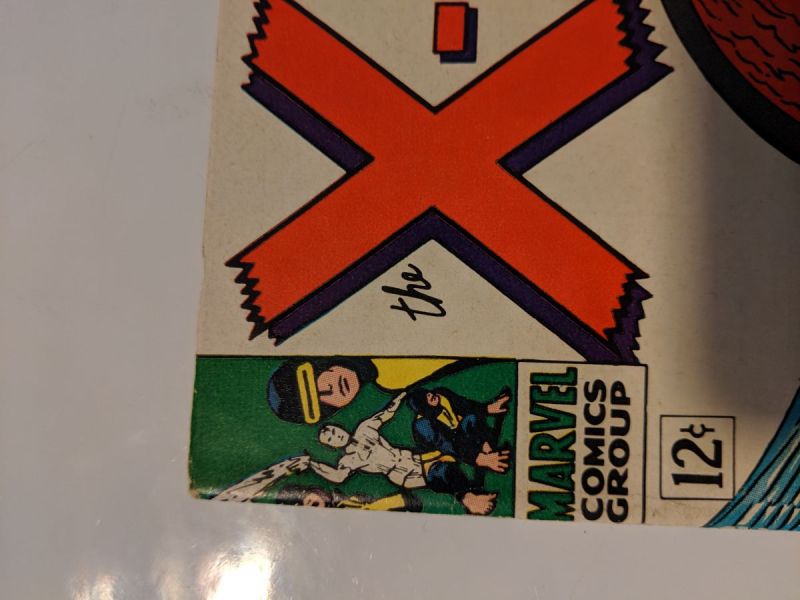 MARVEL
COMICS
GROUP
12¢
the
X-